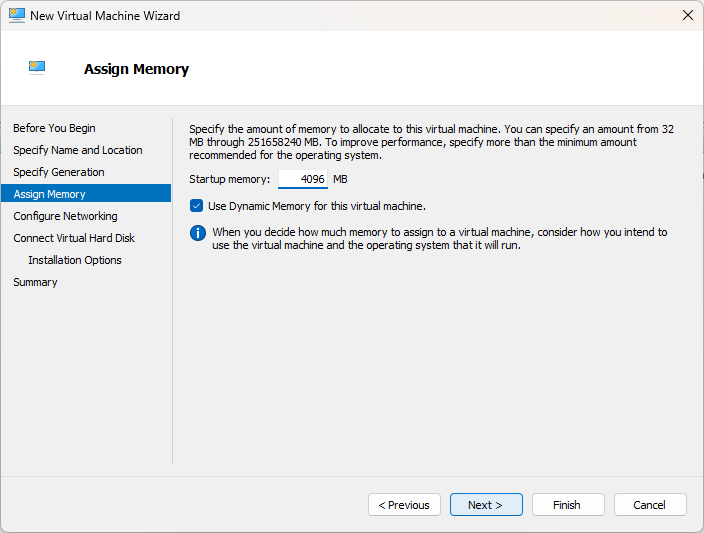 New Virtual Machine Wizard
Assign Memory
Before You Begin
Specify Name and Location
Specify Generation
Assign Memory
Configure Networking
Connect Virtual Hard Disk
Installation Options
Summary
Specify the amount of memory to allocate to this virtual machine. You can specify an amount from 32
MB through 251658240 MB. To improve performance, specify more than the minimum amount
recommended for the operating system.
Startup memory: 4096 MB
Use Dynamic Memory for this virtual machine.
When you decide how much memory to assign to a virtual machine, consider how you intend to
use the virtual machine and the operating system that it will run.
< Previous Next > Finish Cancel